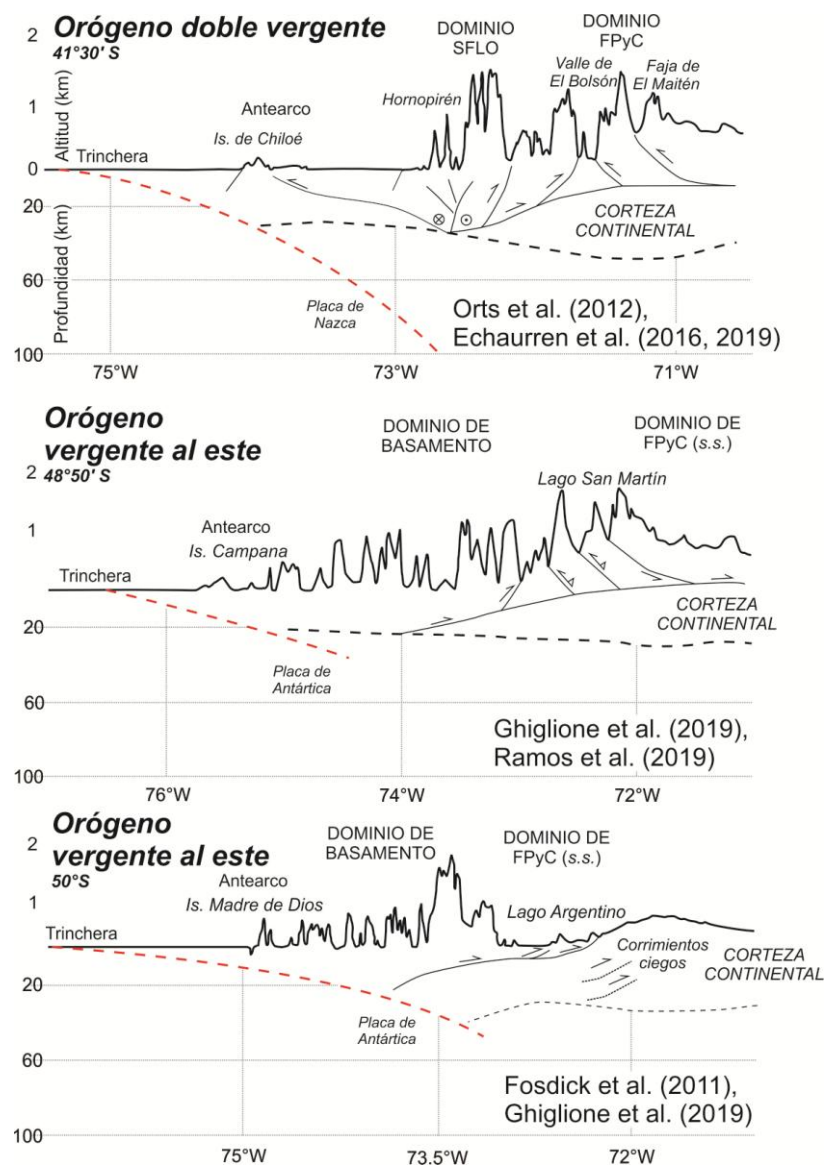 Orógeno doble vergente
41°30' S
DOMINIO
SFLO
DOMINIO
FPyC
Valle de
El Bolsón
Faja de
El Maitén
Hornopirén
Antearco
Is. de Chiloé
Trinchera
Altitud (km)
Profundidad (km)
2
1
0
20
60
100
CORTEZA
CONTINENTAL
Placa de
Nazca
Orts et al. (2012),
Echaurren et al. (2016, 2019)
75°W
73°W
71°W
Orógeno
vergente al este
48°50' S
DOMINIO DE
BASAMENTO
DOMINIO DE
FPyC (s.s.)
Lago San Martín
Antearco
Is. Campana
Trinchera
2
1
20
60
100
CORTEZA
CONTINENTAL
Placa de
Antártica
Ghiglione et al. (2019),
Ramos et al. (2019)
76°W
74°W
72°W
Orógeno
vergente al este
50°S
DOMINIO DE
BASAMENTO
DOMINIO DE
FPyC (s.s.)
Antearco
Is. Madre de Dios
Lago Argentino
Trinchera
2
1
20
60
100
Corrimientos
ciegos
CORTEZA
CONTINENTAL
Placa de
Antártica
Fosdick et al. (2011),
Ghiglione et al. (2019)
75°W
73.5°W
72°W